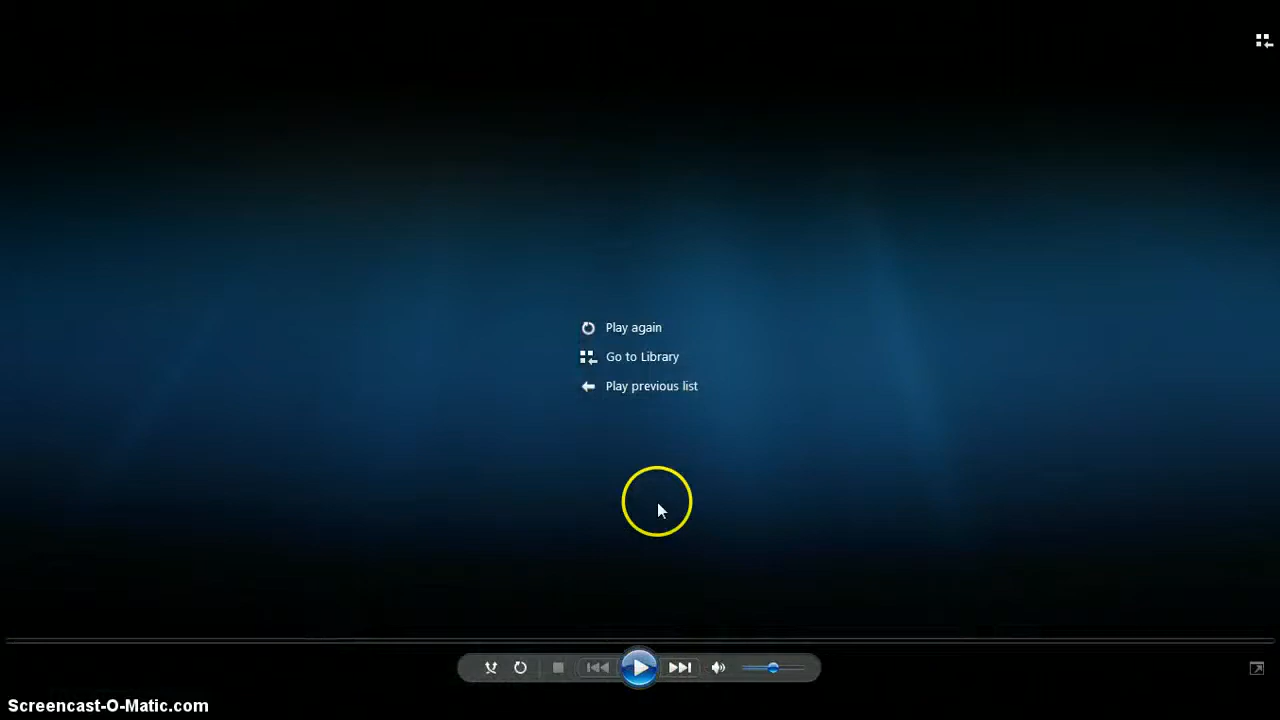 Play again
Go to Library
Play previous list
Screencast-O-Matic.com